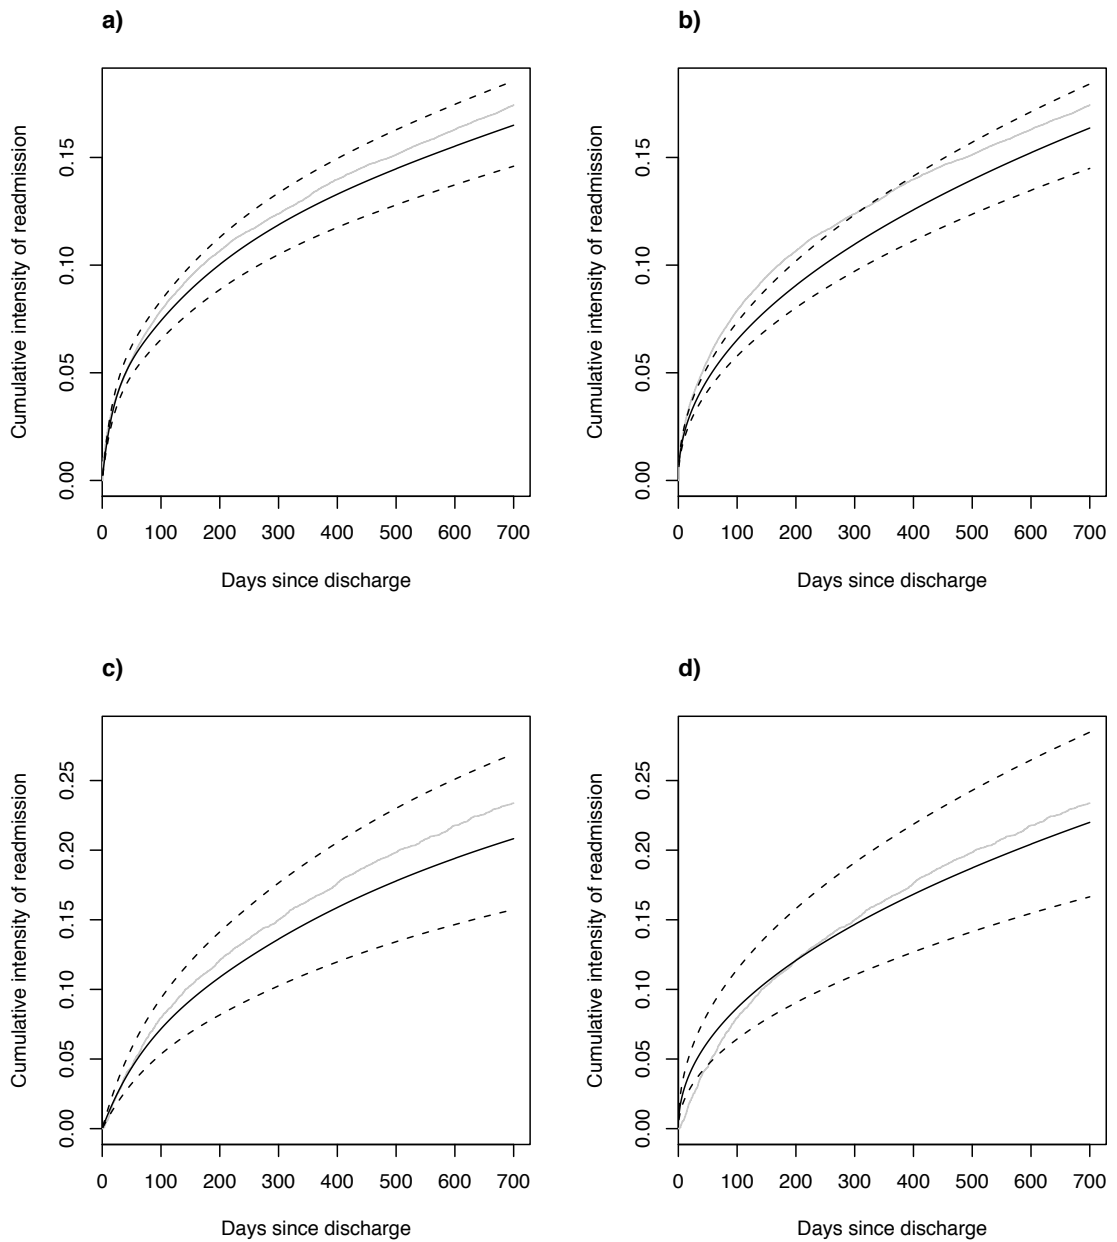 a)
Cumulative intensity of readmission
0.00 0.05 0.10 0.15
0 100 200 300 400 500 600 700
Days since discharge
b)
Cumulative intensity of readmission
0.00 0.05 0.10 0.15
0 100 200 300 400 500 600 700
Days since discharge
c)
Cumulative intensity of readmission
0.00 0.05 0.10 0.15 0.20 0.25
0 100 200 300 400 500 600 700
Days since discharge
d)
Cumulative intensity of readmission
0.00 0.05 0.10 0.15 0.20 0.25
0 100 200 300 400 500 600 700
Days since discharge